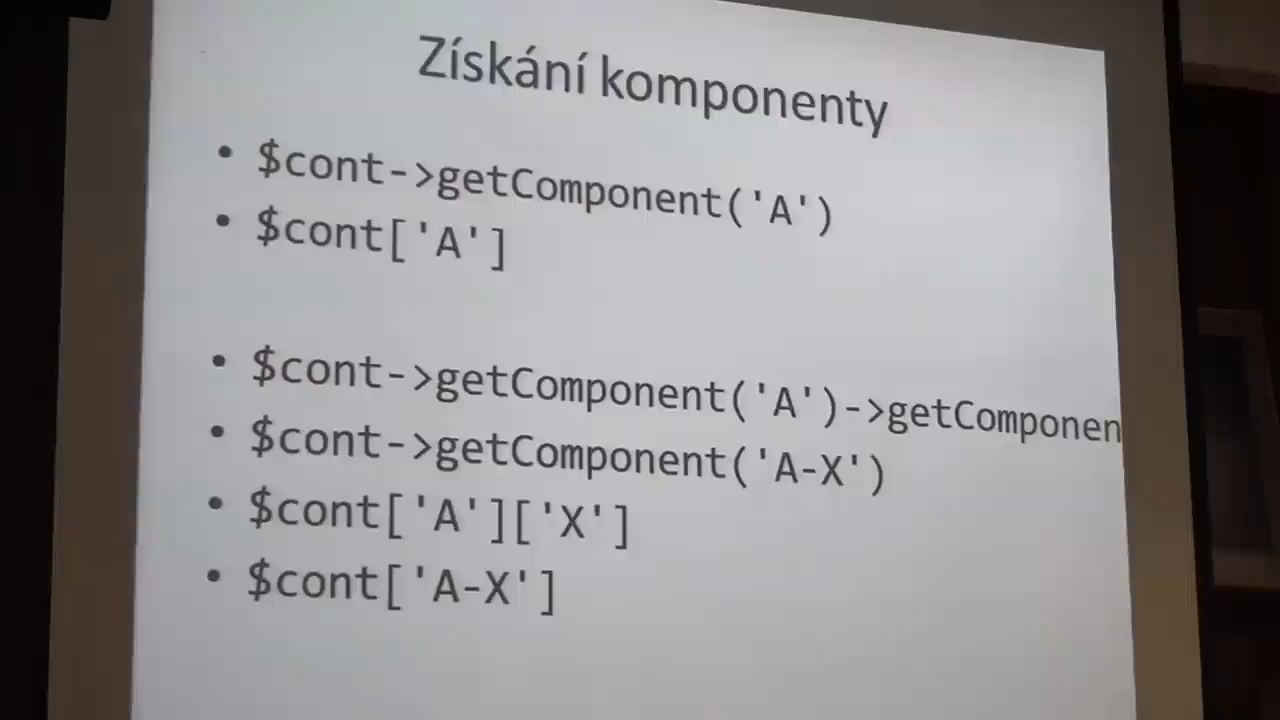 Získání komponenty
• $cont->getComponent('A')
• $cont['A']
• $cont->getComponent('A')->getComponen
• $cont->getComponent('A-X')
• $cont['A']['X']
• $cont['A-X']